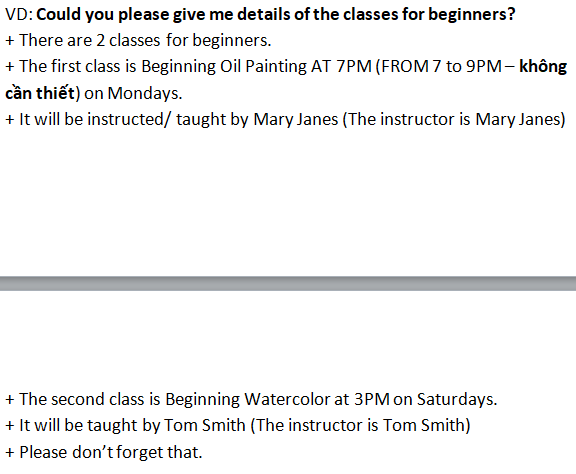 VD: Could you please give me details of the classes for beginners?
+ There are 2 classes for beginners.
+ The first class is Beginning Oil Painting AT 7PM (FROM 7 to 9PM – không
cần thiết) on Mondays.
+ It will be instructed/ taught by Mary Janes (The instructor is Mary Janes)
+ The second class is Beginning Watercolor at 3PM on Saturdays.
+ It will be taught by Tom Smith (The instructor is Tom Smith)
+ Please don’t forget that.